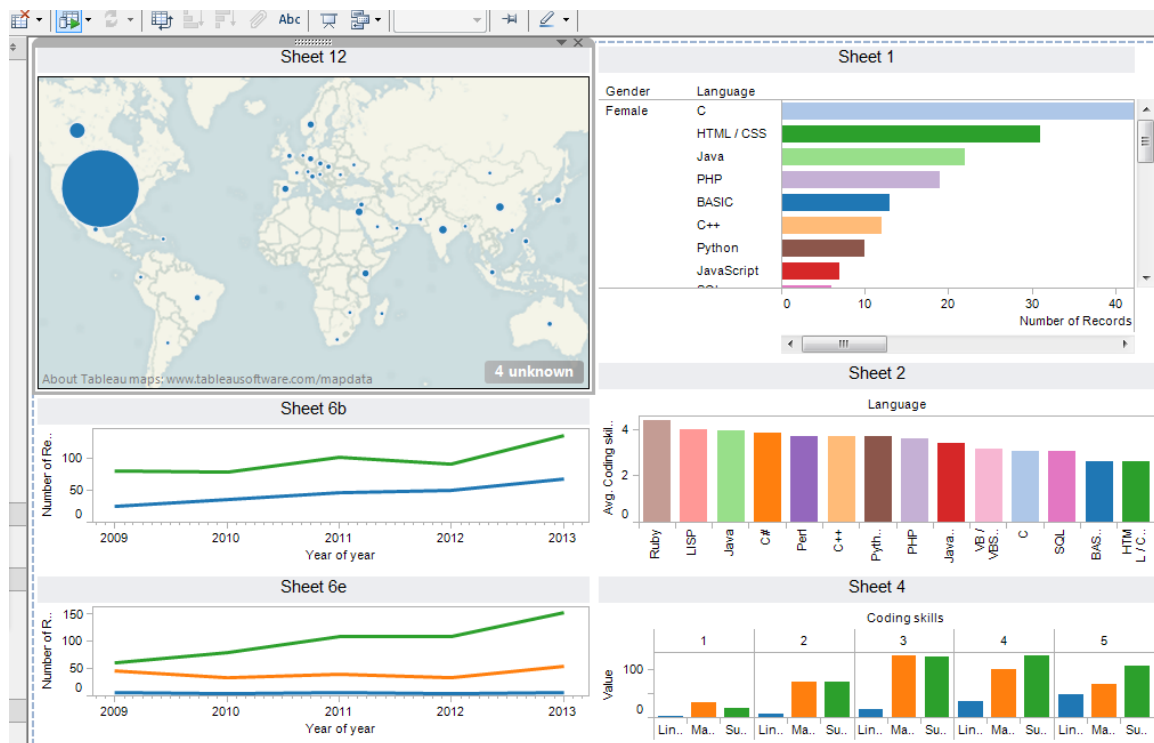 Abc
Sheet 12
About Tableau maps: www.tableausoftware.com/mapdata
4 unknown
Sheet 1
Gender
Language
Female
C
HTML / CSS
Java
PHP
BASIC
C++
Python
JavaScript
SQL
0
10
20
30
40
Number of Records
Sheet 6b
Number of Re..
100
50
0
2009
2010
2011
2012
2013
Year of year
Sheet 2
Language
Avg. Coding skil..
4
2
0
Ruby
LISP
Java
C#
Perl
C++
Pyth..
PHP
Java..
VB /
VBS..
C
SQL
BAS..
HTM
L / C..
Sheet 6e
Number of R..
150
100
50
0
2009
2010
2011
2012
2013
Year of year
Sheet 4
Coding skills
1
2
3
4
5
Value
100
0
Lin..
Ma..
Su..
Lin..
Ma..
Su..
Lin..
Ma..
Su..
Lin..
Ma..
Su..
Lin..
Ma..
Su..